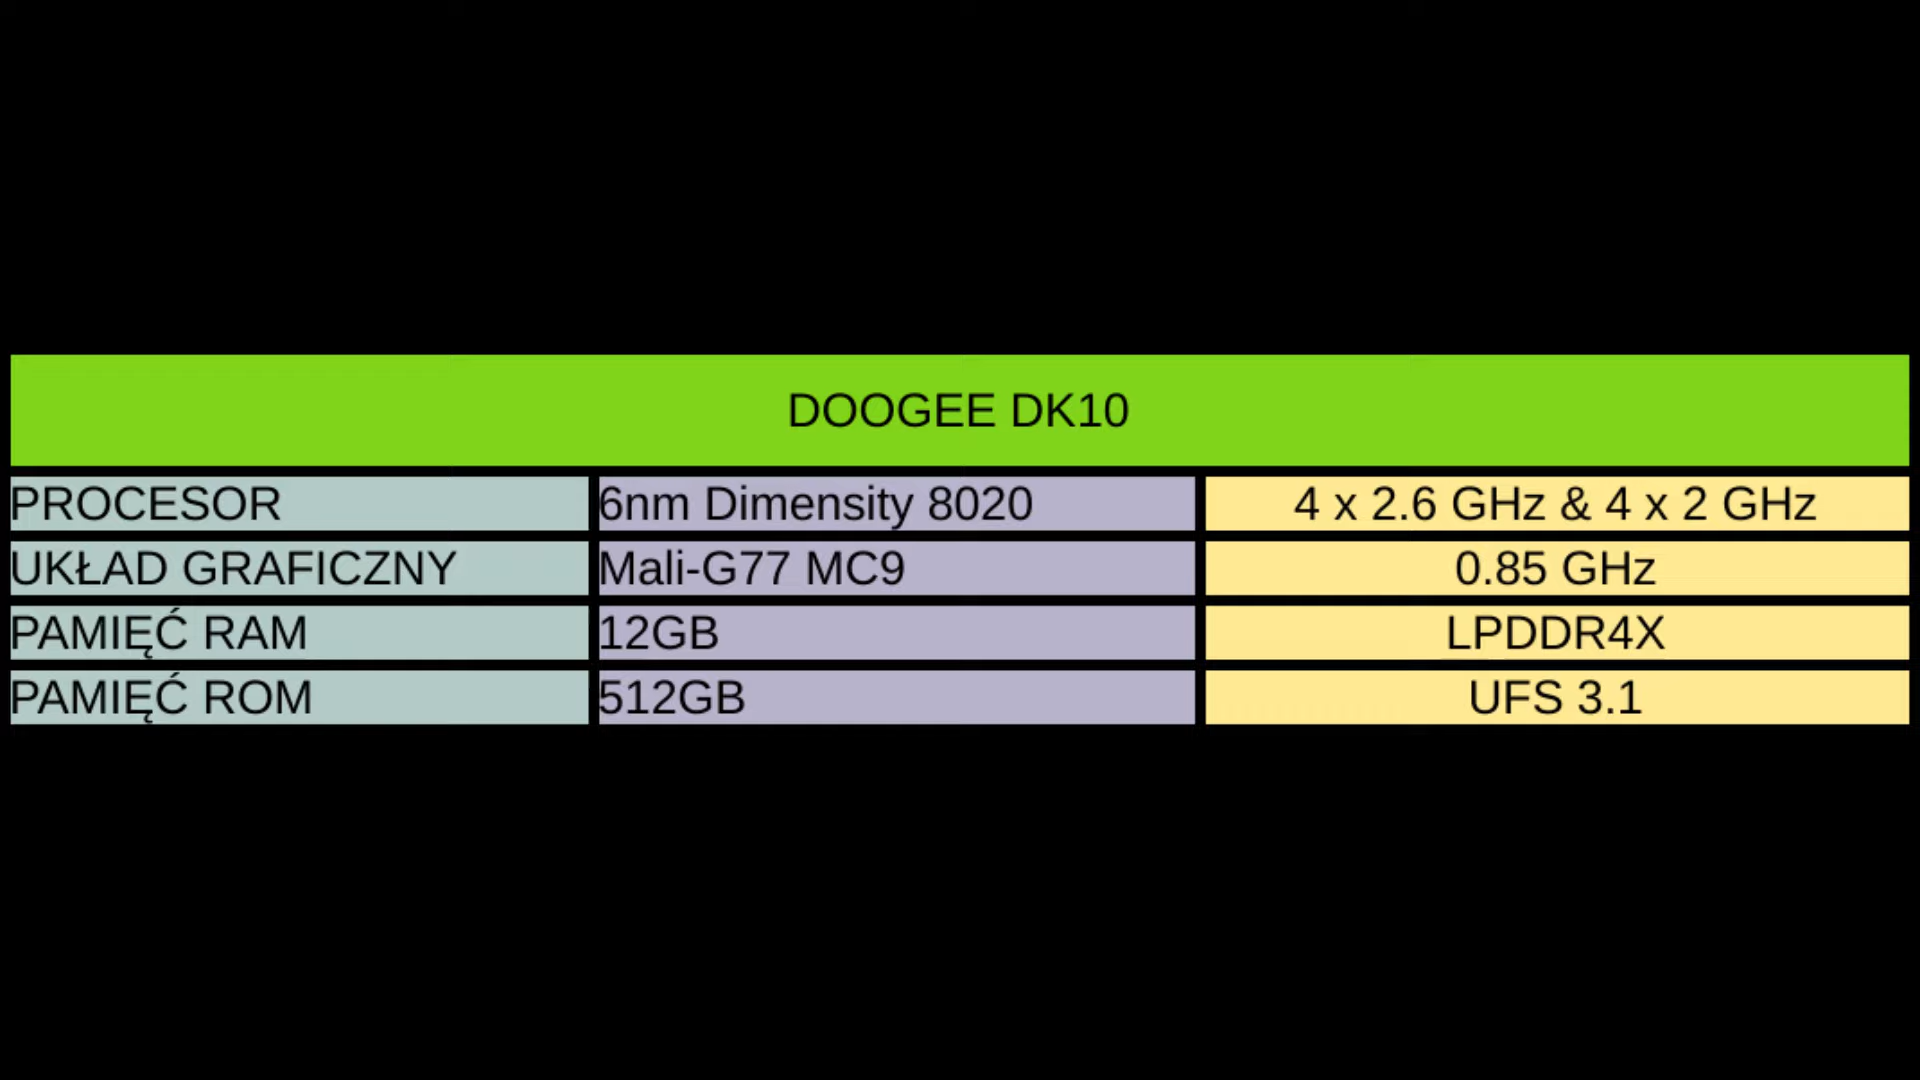 DOOGEE DK10
PROCESOR 6nm Dimensity 8020 4 x 2.6 GHz & 4 x 2 GHz
UKŁAD GRAFICZNY Mali-G77 MC9 0.85 GHz
PAMIĘĆ RAM 12GB LPDDR4X
PAMIĘĆ ROM 512GB UFS 3.1